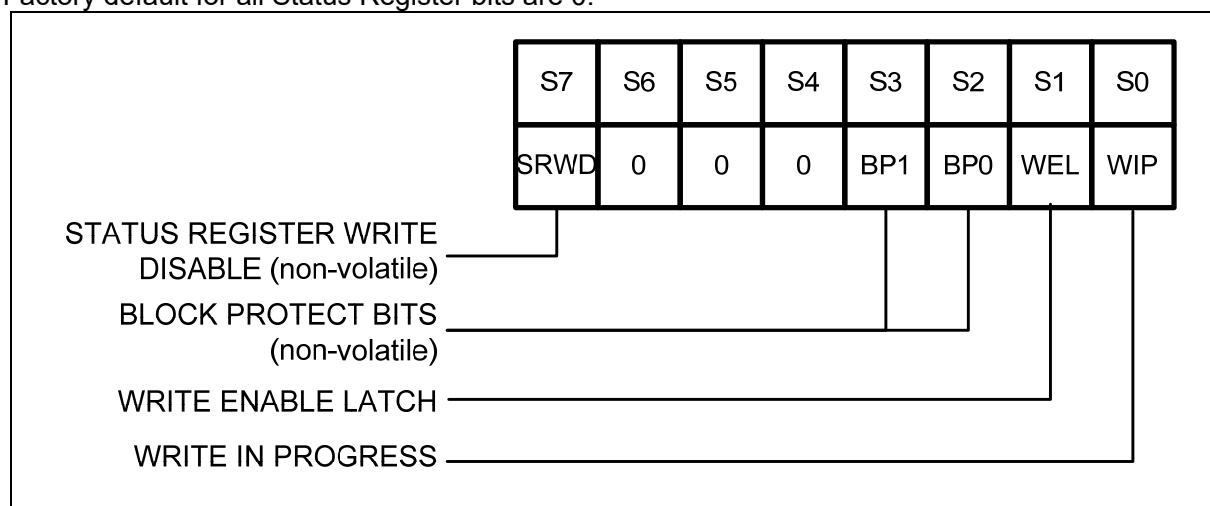 Factory default for all Status Register bits are 0.
S7 S6 S5 S4 S3 S2 S1 S0
SRWD 0 0 0 BP1 BP0 WEL WIP
STATUS REGISTER WRITE
DISABLE (non-volatile)
BLOCK PROTECT BITS
(non-volatile)
WRITE ENABLE LATCH
WRITE IN PROGRESS